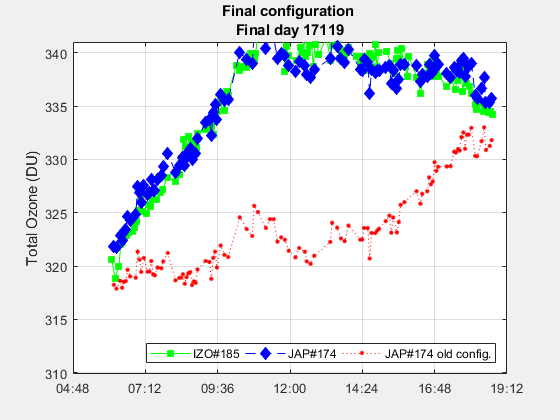 Final configuration
Final day 17119
Total Ozone (DU)
340
335
330
325
320
315
310
IZO#185 JAP#174 JAP#174 old config.
04:48 07:12 09:36 12:00 14:24 16:48 19:12